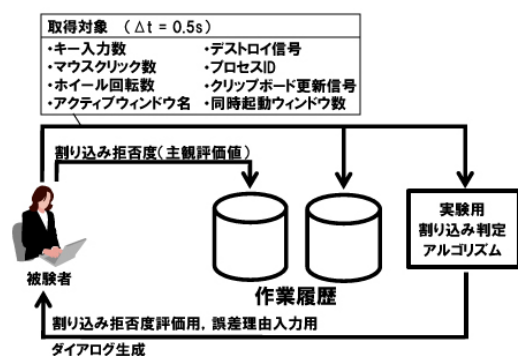 取得対象 (Δt = 0.5s)
・キー入力数 ・デストロイ信号
・マウスクリック数 ・プロセスID
・ホイール回転数 ・クリップボード更新信号
・アクティブウィンドウ名 ・同時起動ウィンドウ数
割り込み拒否度(主観評価値)
実験用
割り込み判定
アルゴリズム
被験者
作業履歴
割り込み拒否度評価用，誤差理由入力用
ダイアログ生成